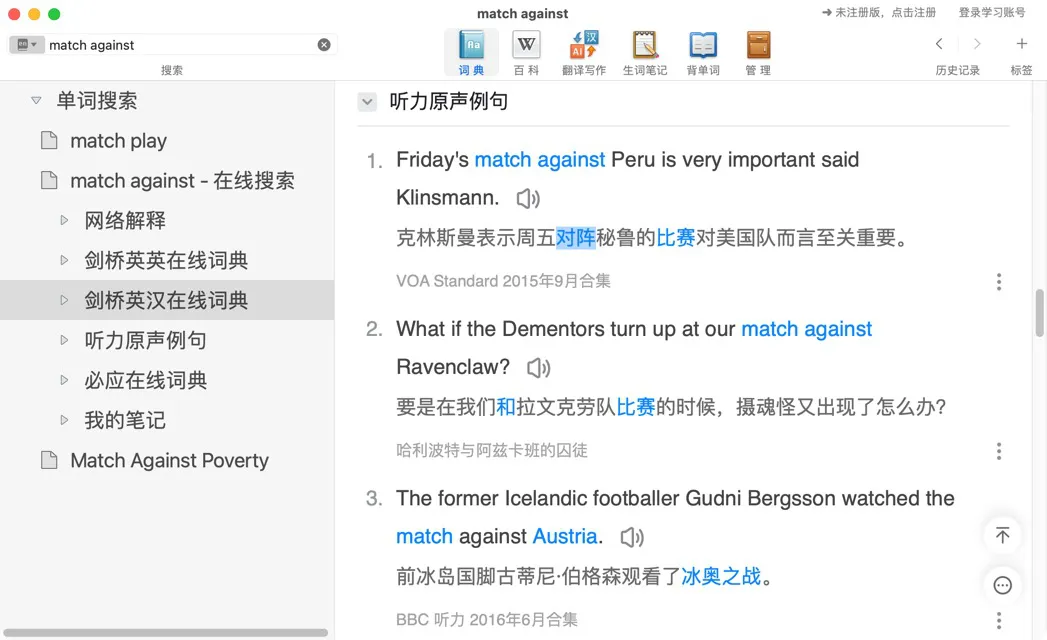 match against
→ 未注册版，点击注册
登录学习账号
match against
搜索
词 典
百 科
翻译写作
生词笔记
背单词
管 理
历史记录
标签
单词搜索
match play
match against - 在线搜索
网络解释
剑桥英英在线词典
剑桥英汉在线词典
听力原声例句
必应在线词典
我的笔记
Match Against Poverty
听力原声例句
1. Friday's match against Peru is very important said
Klinsmann.
克林斯曼表示周五对阵秘鲁的比赛对美国队而言至关重要。
VOA Standard 2015年9月合集
2. What if the Dementors turn up at our match against
Ravenclaw?
要是在我们和拉文克劳队比赛的时候，摄魂怪又出现了怎么办?
哈利波特与阿兹卡班的囚徒
3. The former Icelandic footballer Gudni Bergsson watched the
match against Austria.
前冰岛国脚古蒂尼·伯格森观看了冰奥之战。
BBC 听力 2016年6月合集